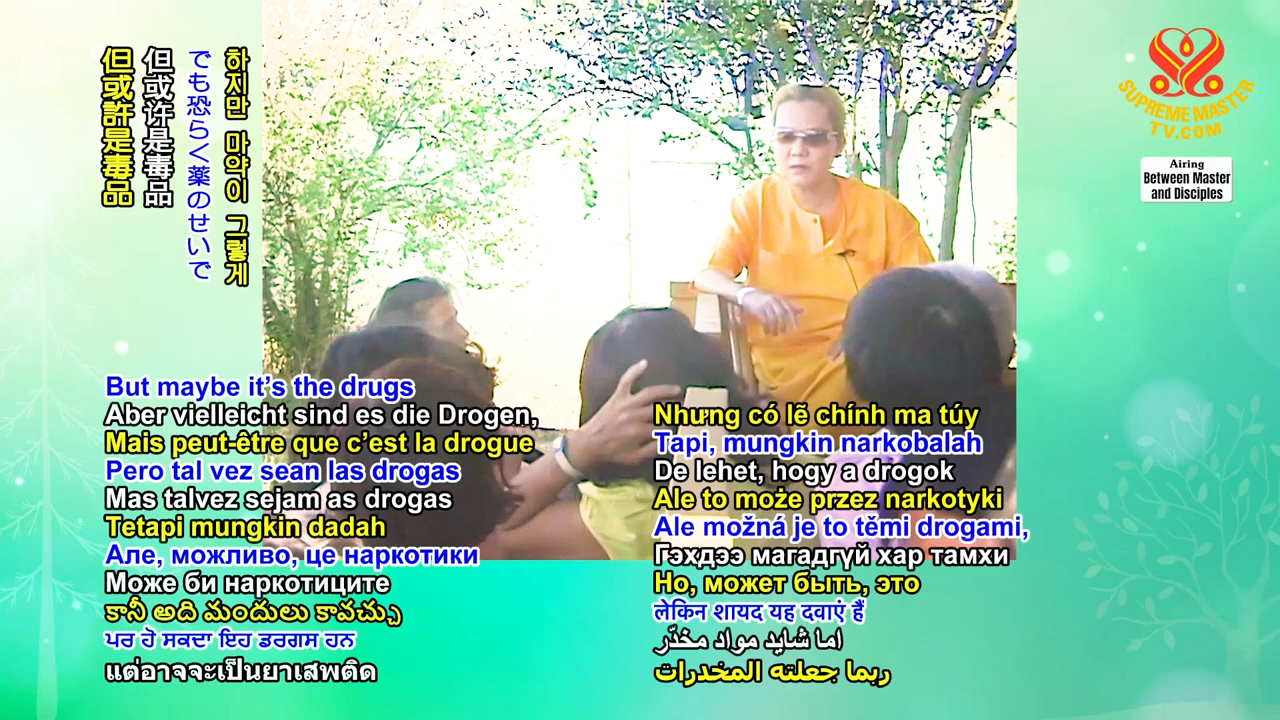 但或許是毒品
但或许是毒品
でも恐らく薬のせいで
하지만 마약이 그렇게
SUPREME MASTER
TV.COM
Airing
Between Master
and Disciples
But maybe it’s the drugs
Aber vielleicht sind es die Drogen,
Mais peut-être que c’est la drogue
Pero tal vez sean las drogas
Mas talvez sejam as drogas
Tetapi mungkin dadah
Але, можливо, це наркотики
Може би наркотиците
కానీ అది మందులు కావచ్చు
ਪਰ ਹੋ ਸਕਦਾ ਇਹ ਡਰਗਸ ਹਨ
แต่อาจจะเป็นยาเสพติด
Nhưng có lẽ chính ma túy
Tapi, mungkin narkobalah
De lehet, hogy a drogok
Ale to może przez narkotyki
Ale možná je to těmi drogami,
Гэхдээ магадгүй хар тамхи
Но, может быть, это
लेकिन शायद यह दवाएं हैं
اما شاید مواد مخدّر
ربما جعلته المخدرات